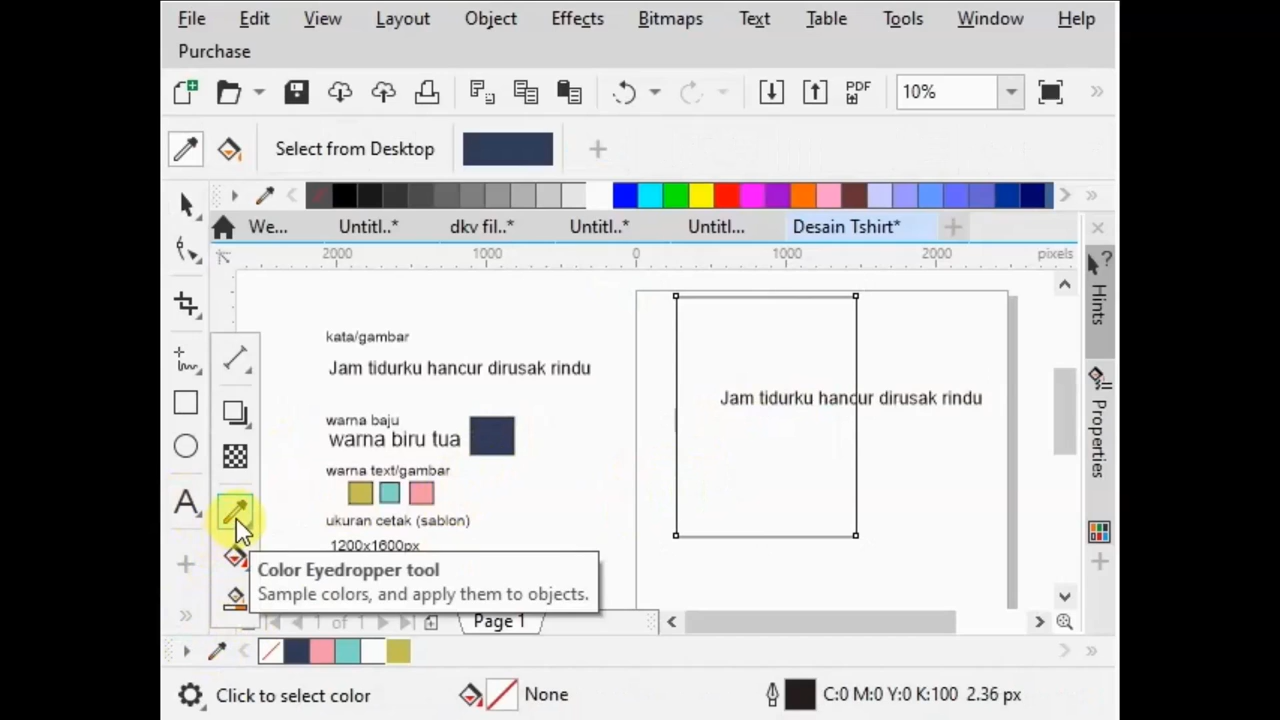 File Edit View Layout Object Effects Bitmaps Text Table Tools Window Help
Purchase
PDF 10%
Select from Desktop
We... Untitl..* dkv fil..* Untitl..* Untitl... Desain Tshirt*
2000 1000 0 1000 2000 pixels
Hints
Properties
kata/gambar
Jam tidurku hancur dirusak rindu
Jam tidurku hancur dirusak rindu
warna baju
warna biru tua
warna text/gambar
ukuran cetak (sablon)
1200x1600px
Color Eyedropper tool
Sample colors, and apply them to objects.
1 of 1 Page 1
Click to select color None C:0 M:0 Y:0 K:100 2.36 px